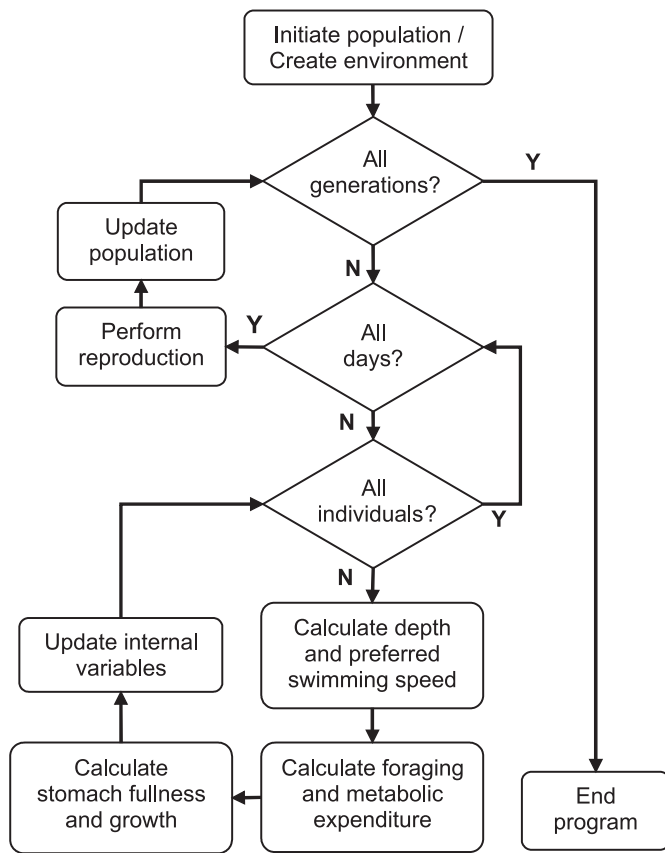 Initiate population /
Create environment
All
generations?
Y
N
Update
population
Perform
reproduction
Y
All
days?
N
All
individuals?
Y
N
Update internal
variables
Calculate depth
and preferred
swimming speed
Calculate
stomach fullness
and growth
Calculate foraging
and metabolic
expenditure
End
program